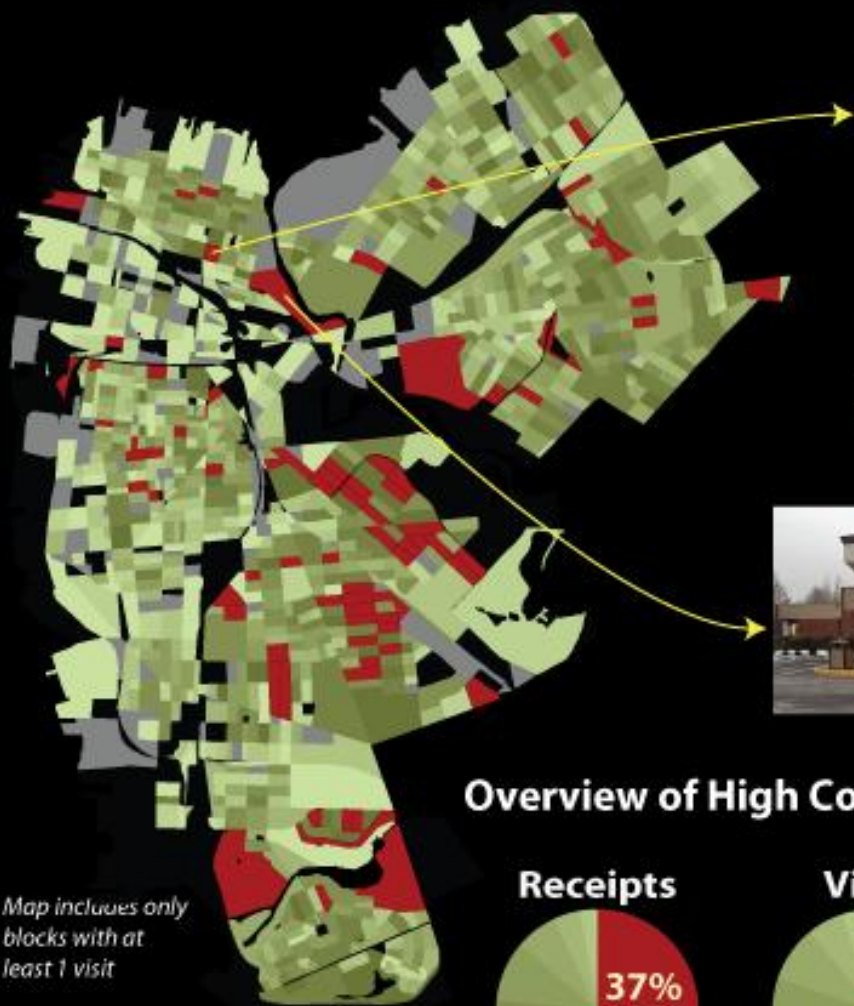 Overview of High Co
Receipts
Vi
37%
Map includes only
blocks with at
least 1 visit